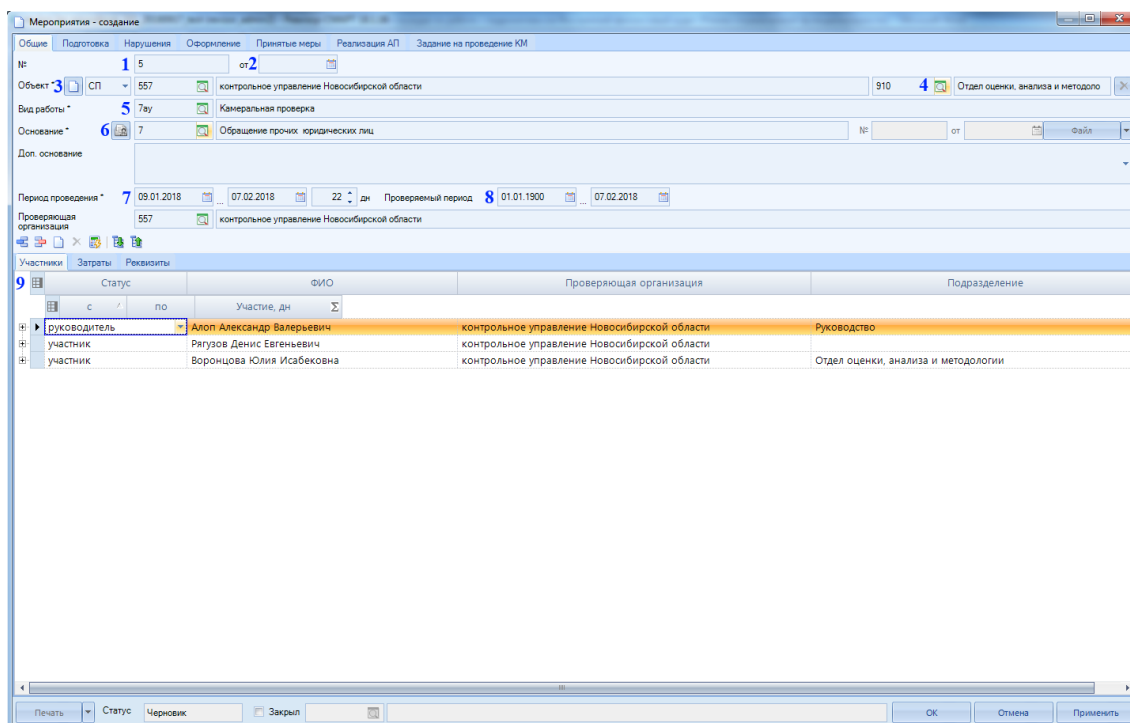 Мероприятия - создание
Общие Подготовка Нарушения Оформление Принятые меры Реализация АП Задание на проведение КМ
№ 1 5 от 2
Объект * 3 СП 557 контрольное управление Новосибирской области 910 4 Отдел оценки, анализа и методоло
Вид работы * 5 7ау Камеральная проверка
Основание * 6 7 Обращение прочих юридических лиц № от Файл
Доп. основание
Период проведения * 7 09.01.2018 ... 07.02.2018 22 дн Проверяемый период 8 01.01.1900 ... 07.02.2018
Проверяющая
организация 557 контрольное управление Новосибирской области
Участники Затраты Реквизиты
9 Статус ФИО Проверяющая организация Подразделение
с по Участие, дн Σ
руководитель Алоп Александр Валерьевич контрольное управление Новосибирской области Руководство
участник Рягузов Денис Евгеньевич контрольное управление Новосибирской области
участник Воронцова Юлия Исабековна контрольное управление Новосибирской области Отдел оценки, анализа и методологии
Печать Статус Черновик Закрыл ОК Отмена Применить